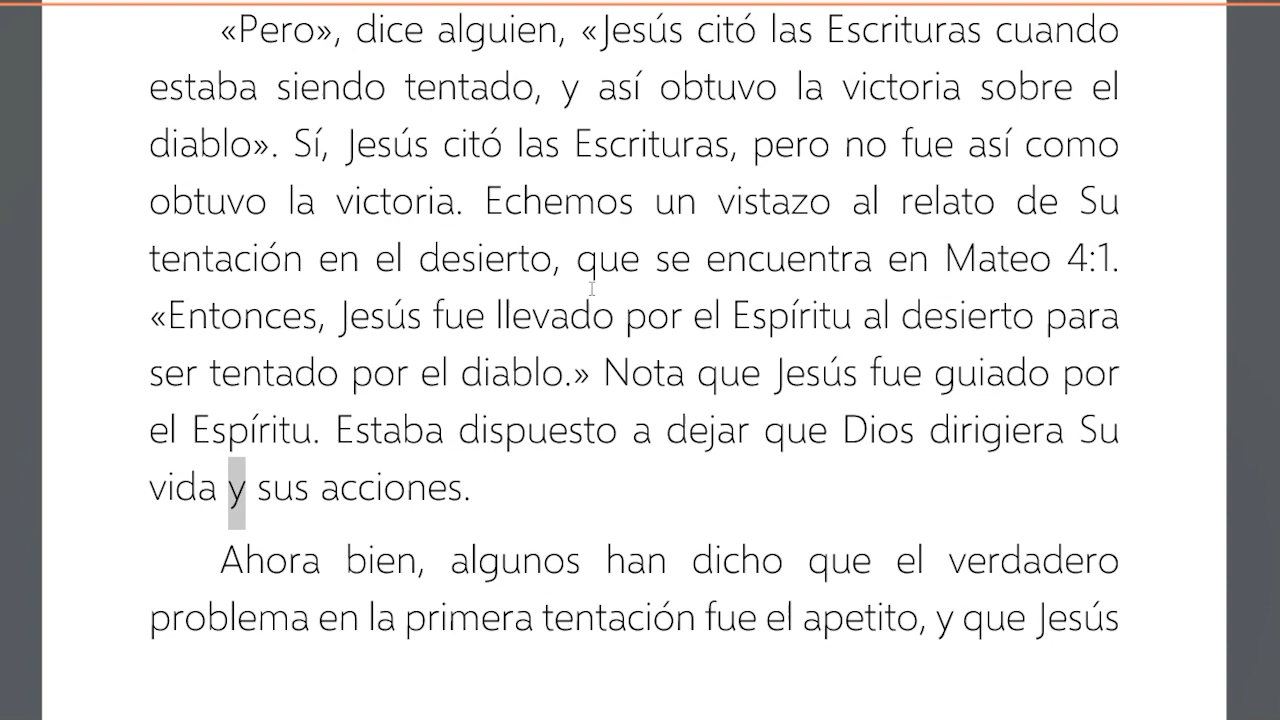 «Pero», dice alguien, «Jesús citó las Escrituras cuando
estaba siendo tentado, y así obtuvo la victoria sobre el
diablo». Sí, Jesús citó las Escrituras, pero no fue así como
obtuvo la victoria. Echemos un vistazo al relato de Su
tentación en el desierto, que se encuentra en Mateo 4:1.
«Entonces, Jesús fue llevado por el Espíritu al desierto para
ser tentado por el diablo.» Nota que Jesús fue guiado por
el Espíritu. Estaba dispuesto a dejar que Dios dirigiera Su
vida y sus acciones.
Ahora bien, algunos han dicho que el verdadero
problema en la primera tentación fue el apetito, y que Jesús